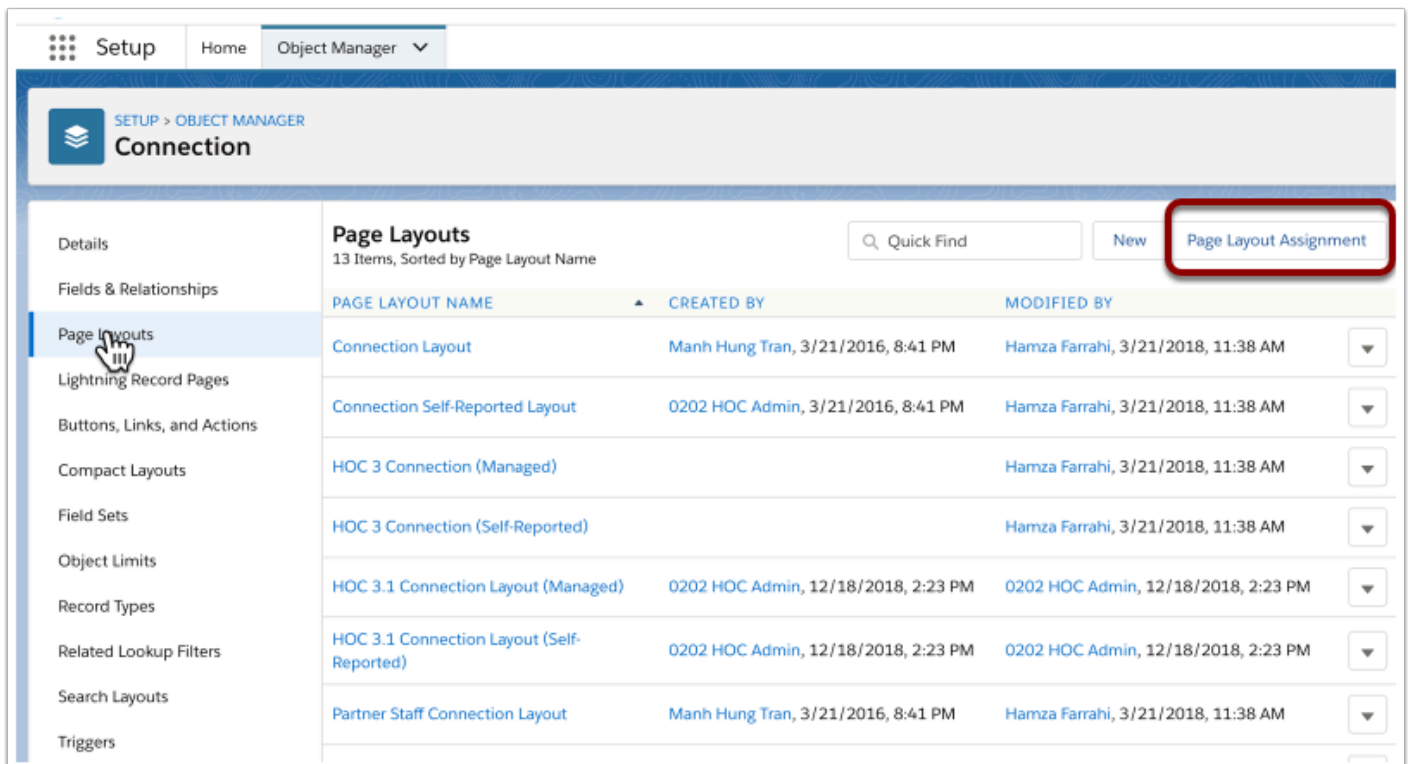 Setup Home Object Manager
SETUP > OBJECT MANAGER
Connection
Details
Fields & Relationships
Page Layouts
Lightning Record Pages
Buttons, Links, and Actions
Compact Layouts
Field Sets
Object Limits
Record Types
Related Lookup Filters
Search Layouts
Triggers
Page Layouts
13 Items, Sorted by Page Layout Name
Quick Find New Page Layout Assignment
PAGE LAYOUT NAME CREATED BY MODIFIED BY
Connection Layout Manh Hung Tran, 3/21/2016, 8:41 PM Hamza Farrahi, 3/21/2018, 11:38 AM
Connection Self-Reported Layout 0202 HOC Admin, 3/21/2016, 8:41 PM Hamza Farrahi, 3/21/2018, 11:38 AM
HOC 3 Connection (Managed) Hamza Farrahi, 3/21/2018, 11:38 AM
HOC 3 Connection (Self-Reported) Hamza Farrahi, 3/21/2018, 11:38 AM
HOC 3.1 Connection Layout (Managed) 0202 HOC Admin, 12/18/2018, 2:23 PM 0202 HOC Admin, 12/18/2018, 2:23 PM
HOC 3.1 Connection Layout (Self-
Reported) 0202 HOC Admin, 12/18/2018, 2:23 PM 0202 HOC Admin, 12/18/2018, 2:23 PM
Partner Staff Connection Layout Manh Hung Tran, 3/21/2016, 8:41 PM Hamza Farrahi, 3/21/2018, 11:38 AM